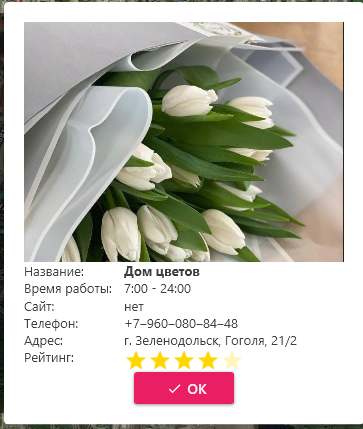 Название: Дом цветов
Время работы: 7:00 - 24:00
Сайт: нет
Телефон: +7–960–080–84–48
Адрес: г. Зеленодольск, Гоголя, 21/2
Рейтинг:
OK